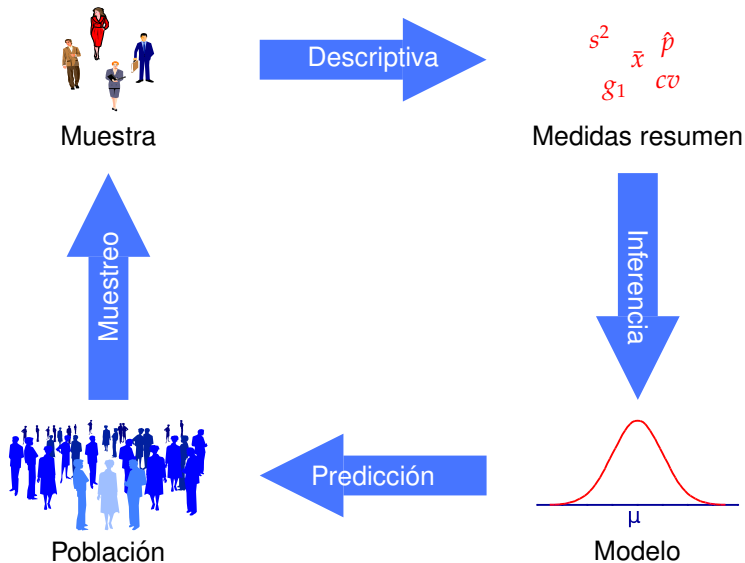 Descriptiva
s² x̄ p̂
g₁ cv
Muestra
Medidas resumen
Muestreo
Inferencia
Predicción
μ
Población
Modelo